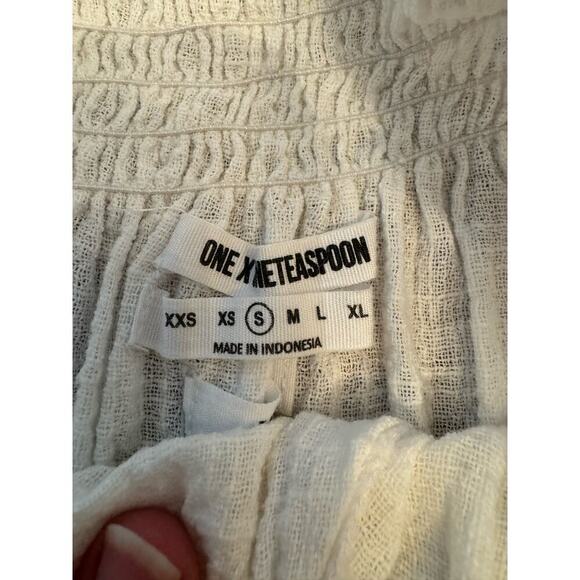 ONE X ONETEASPOON
XXS XS S M L XL
MADE IN INDONESIA